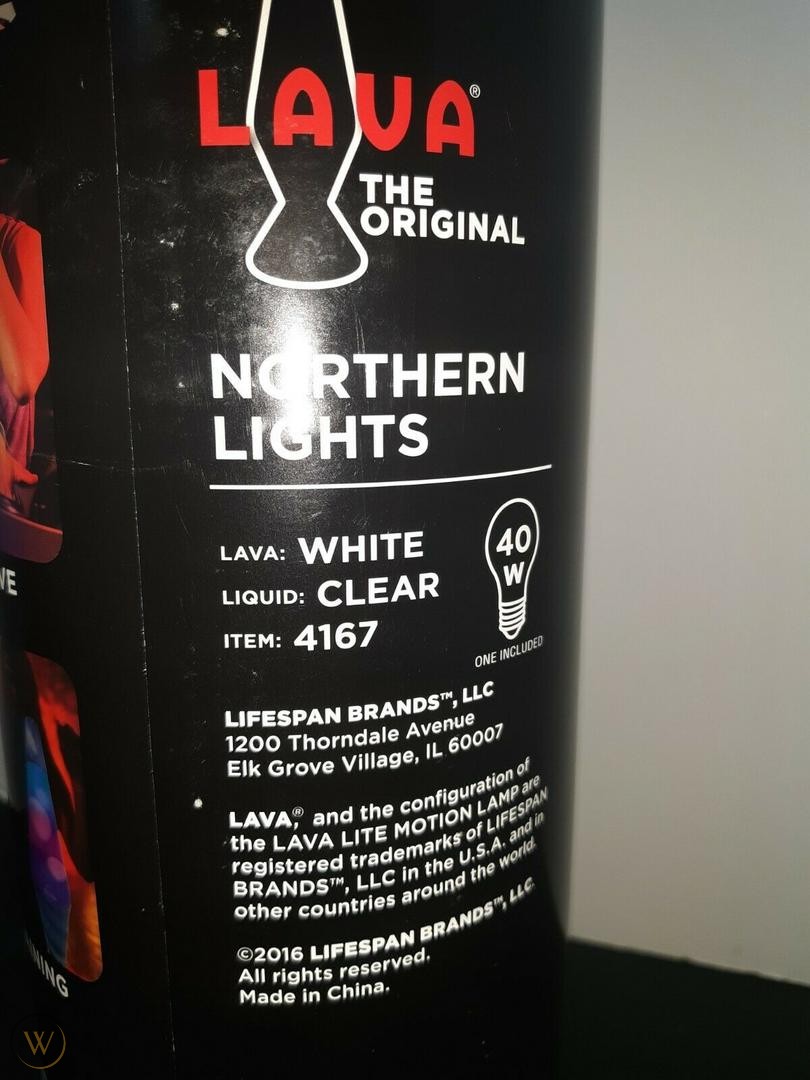 LAVA®
THE
ORIGINAL
NORTHERN
LIGHTS
LAVA: WHITE
LIQUID: CLEAR
ITEM: 4167
40
W
ONE INCLUDED
LIFESPAN BRANDS™, LLC
1200 Thorndale Avenue
Elk Grove Village, IL 60007
LAVA,® and the configuration of
the LAVA LITE MOTION LAMP are
registered trademarks of LIFESPAN
BRANDS™, LLC in the U.S.A. and in
other countries around the world.
©2016 LIFESPAN BRANDS™, LLC.
All rights reserved.
Made in China.
W